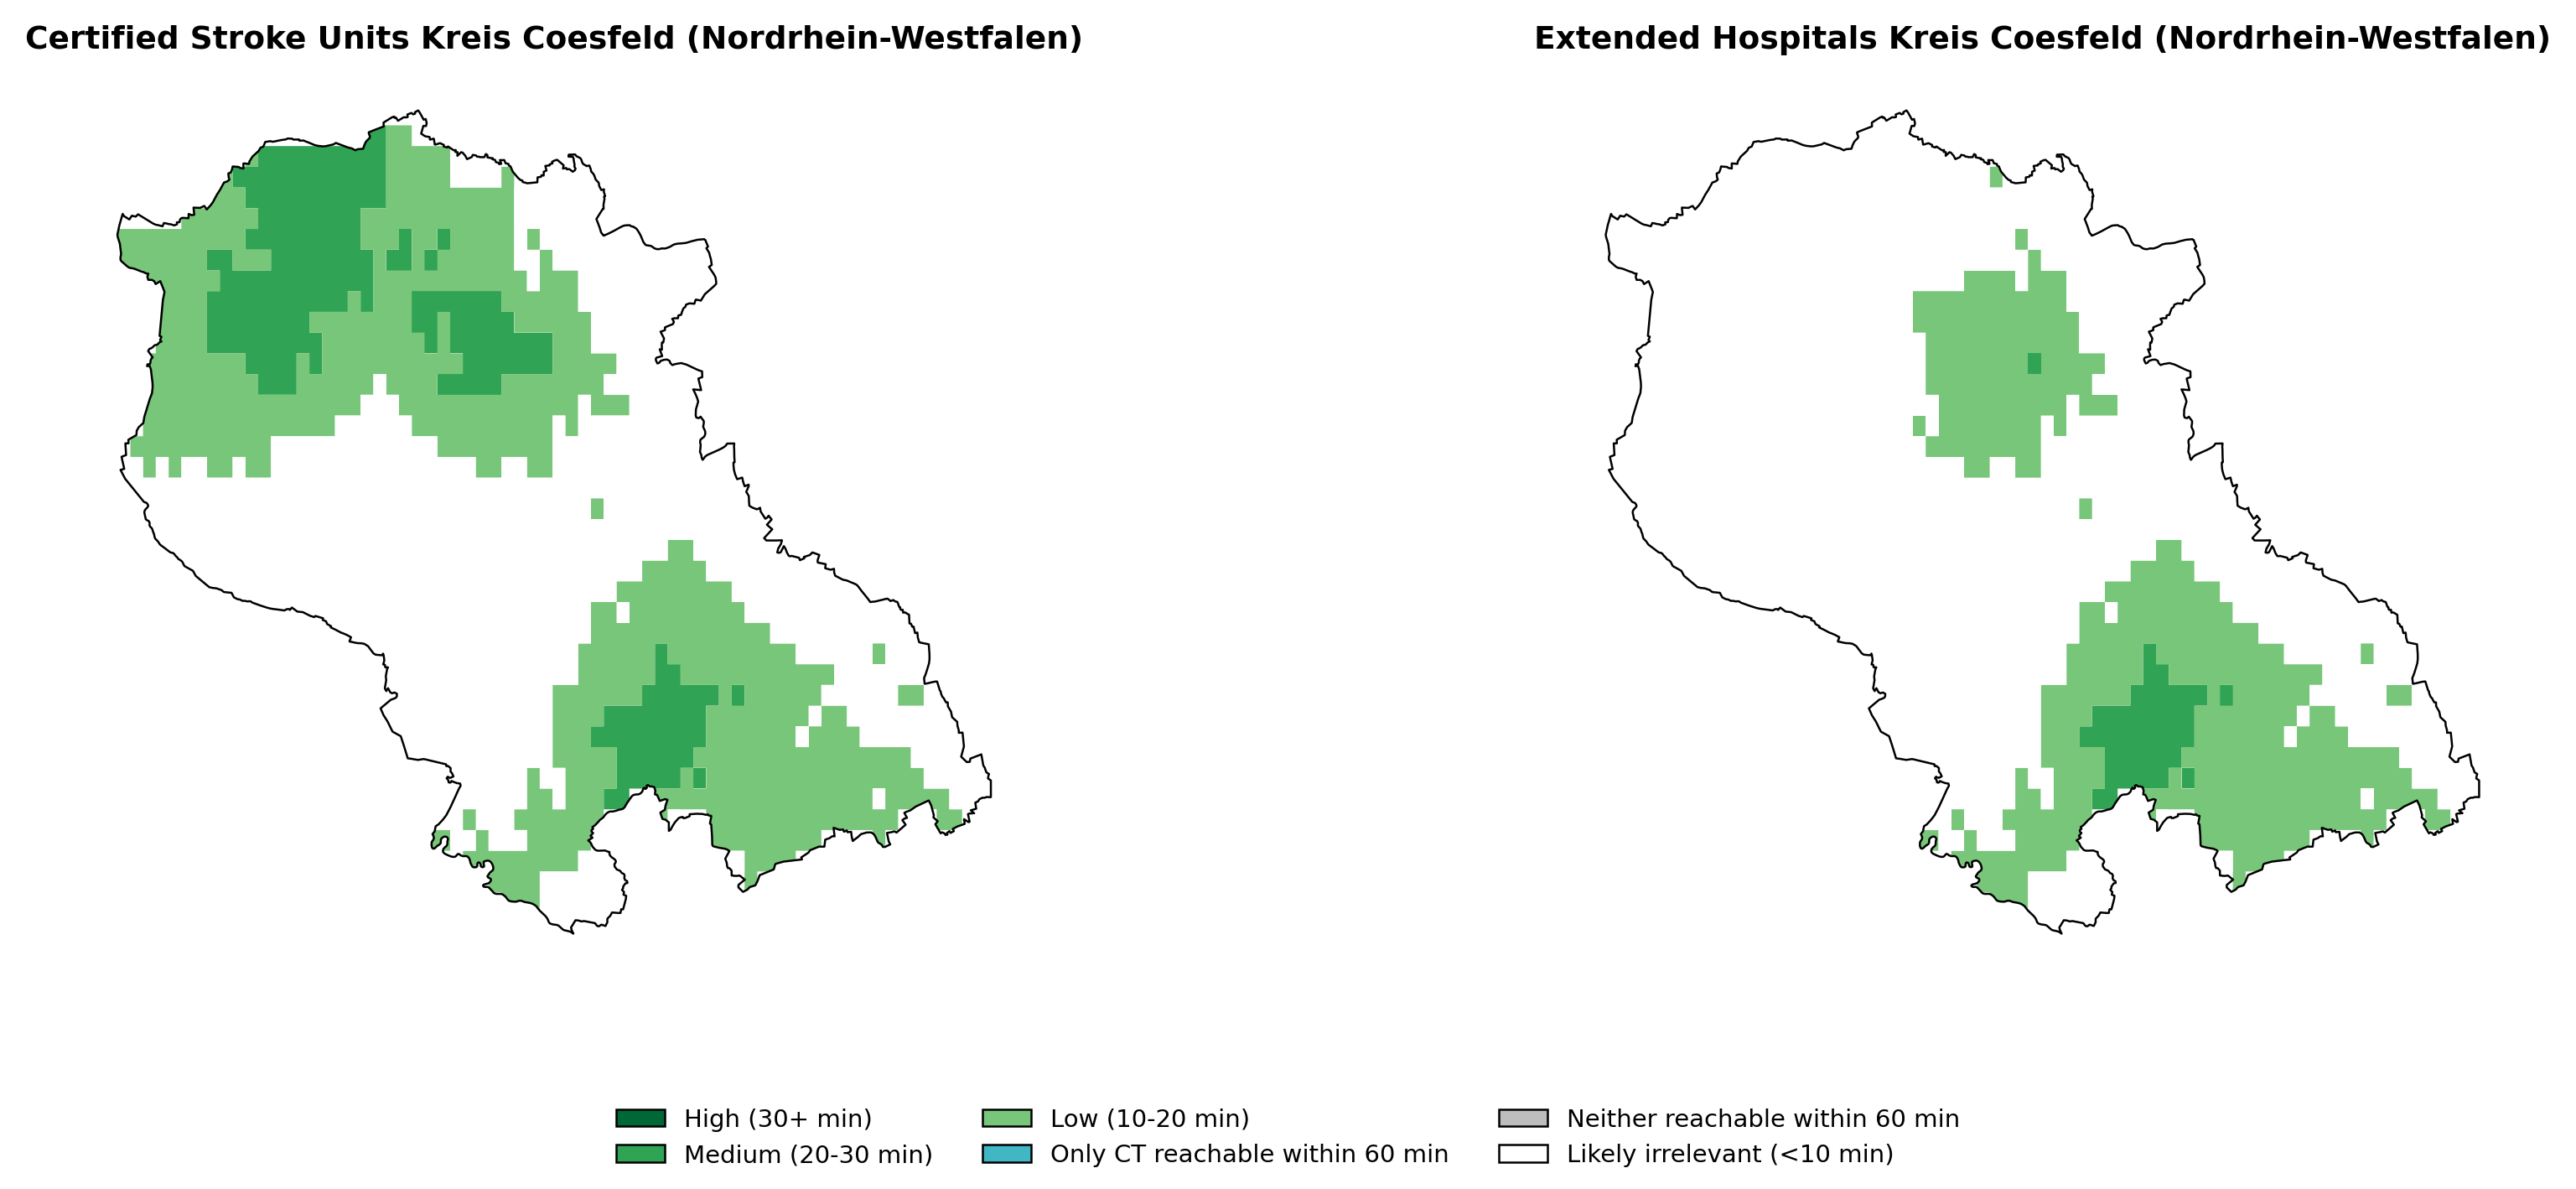 Certified Stroke Units Kreis Coesfeld (Nordrhein-Westfalen)
Extended Hospitals Kreis Coesfeld (Nordrhein-Westfalen)
High (30+ min)
Medium (20-30 min)
Low (10-20 min)
Only CT reachable within 60 min
Neither reachable within 60 min
Likely irrelevant (<10 min)